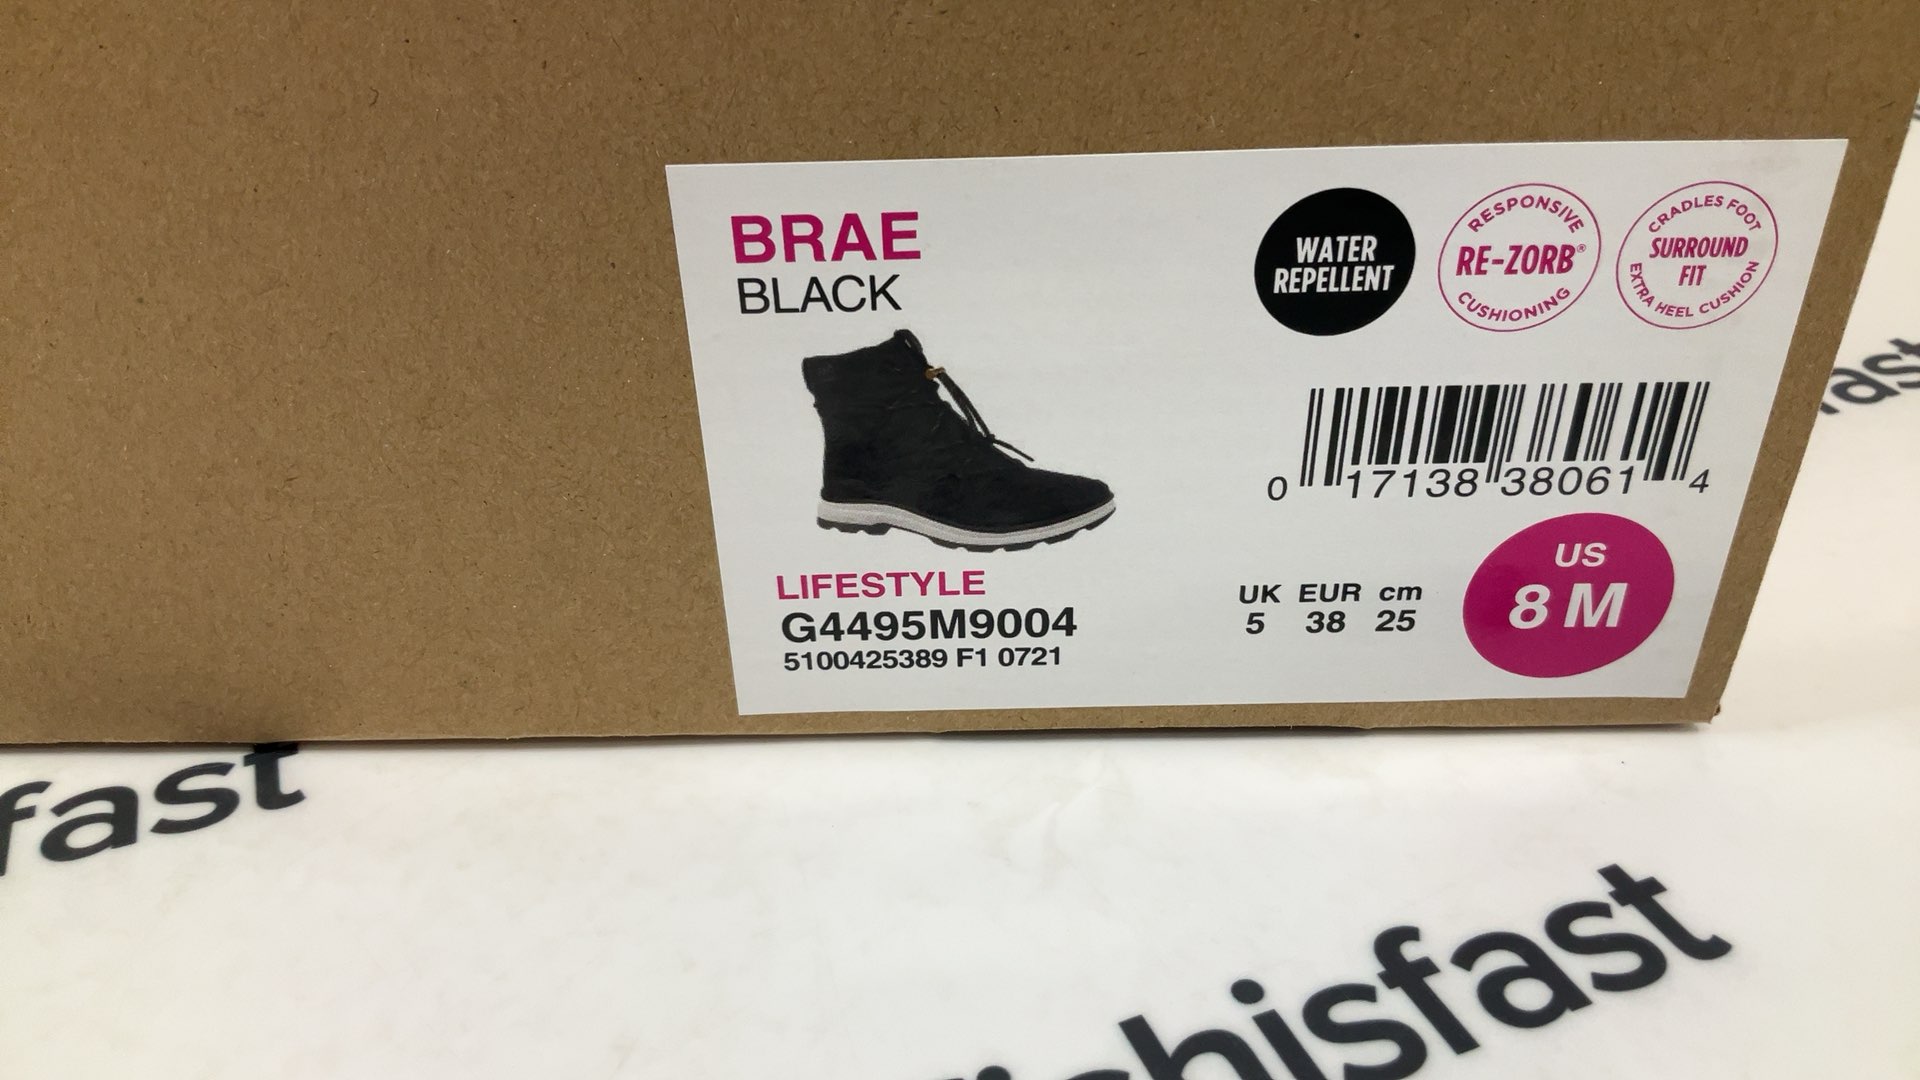 BRAE
BLACK
WATER
REPELLENT
RESPONSIVE
RE-ZORB®
CUSHIONING
CRADLES FOOT
SURROUND
FIT
EXTRA HEEL CUSHION
0 17138 38061 4
LIFESTYLE
G4495M9004
5100425389 F1 0721
UK EUR cm
5 38 25
US
8 M
fast
fast
hisfast